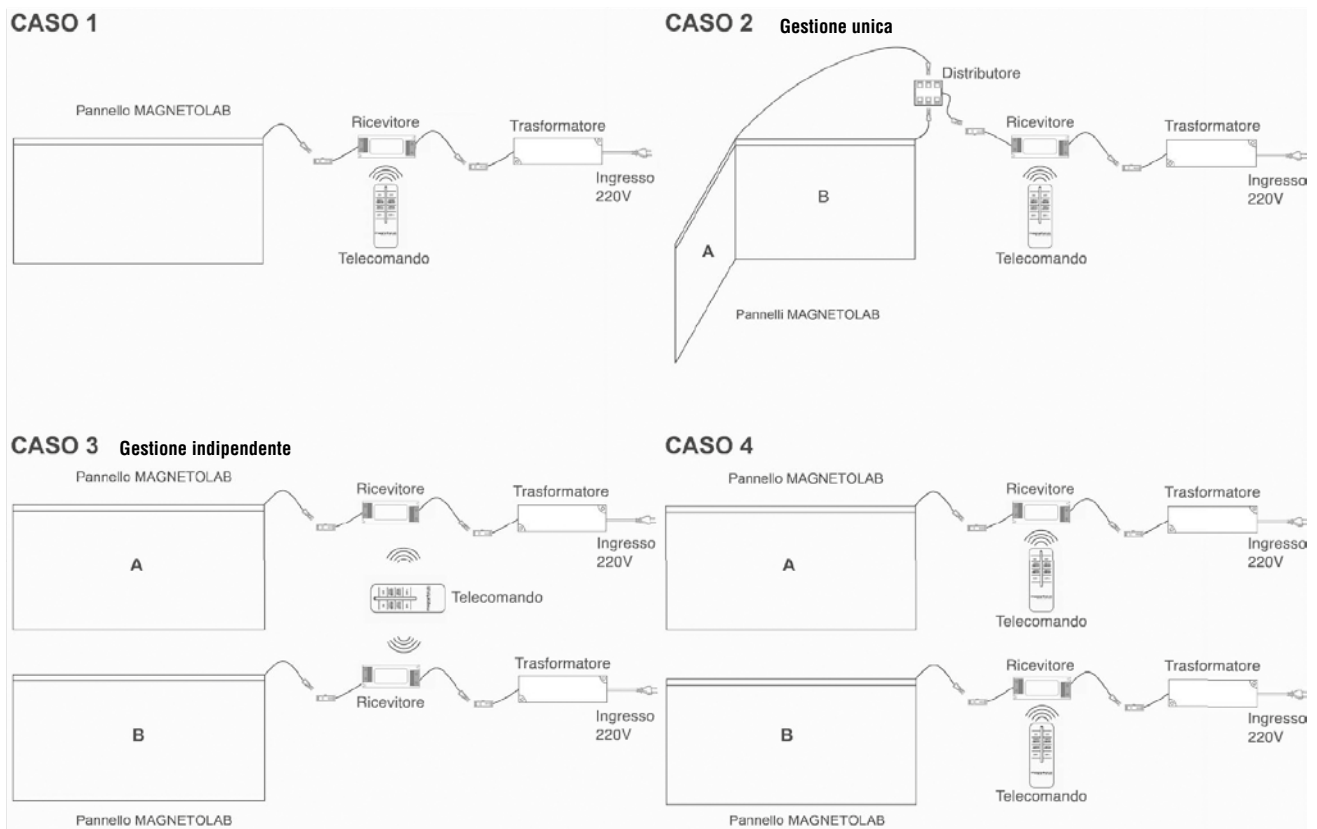 CASO 1
Pannello MAGNETOLAB
Ricevitore
Trasformatore
Ingresso
220V
Telecomando
CASO 2 Gestione unica
Distributore
Ricevitore
Trasformatore
Ingresso
220V
B
A
Telecomando
Pannelli MAGNETOLAB
CASO 3 Gestione indipendente
Pannello MAGNETOLAB
Ricevitore
Trasformatore
Ingresso
220V
A
Telecomando
Trasformatore
Ricevitore
Ingresso
220V
B
Pannello MAGNETOLAB
CASO 4
Pannello MAGNETOLAB
Ricevitore
Trasformatore
Ingresso
220V
A
Telecomando
Ricevitore
Trasformatore
Ingresso
220V
B
Telecomando
Pannello MAGNETOLAB